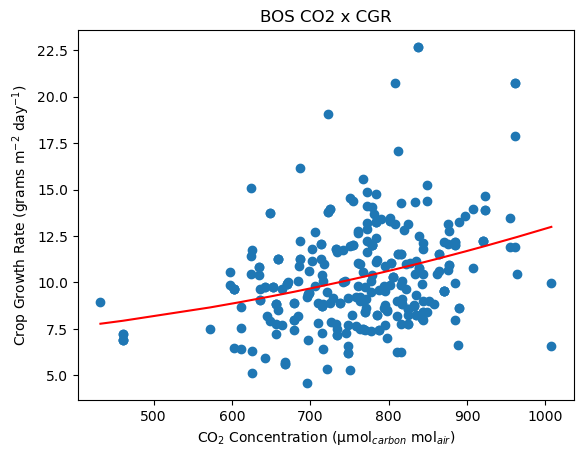 BOS CO2 x CGR
Crop Growth Rate (grams m⁻² day⁻¹)
22.5
20.0
17.5
15.0
12.5
10.0
7.5
5.0
500 600 700 800 900 1000
CO₂ Concentration (μmol_carbon mol_air)